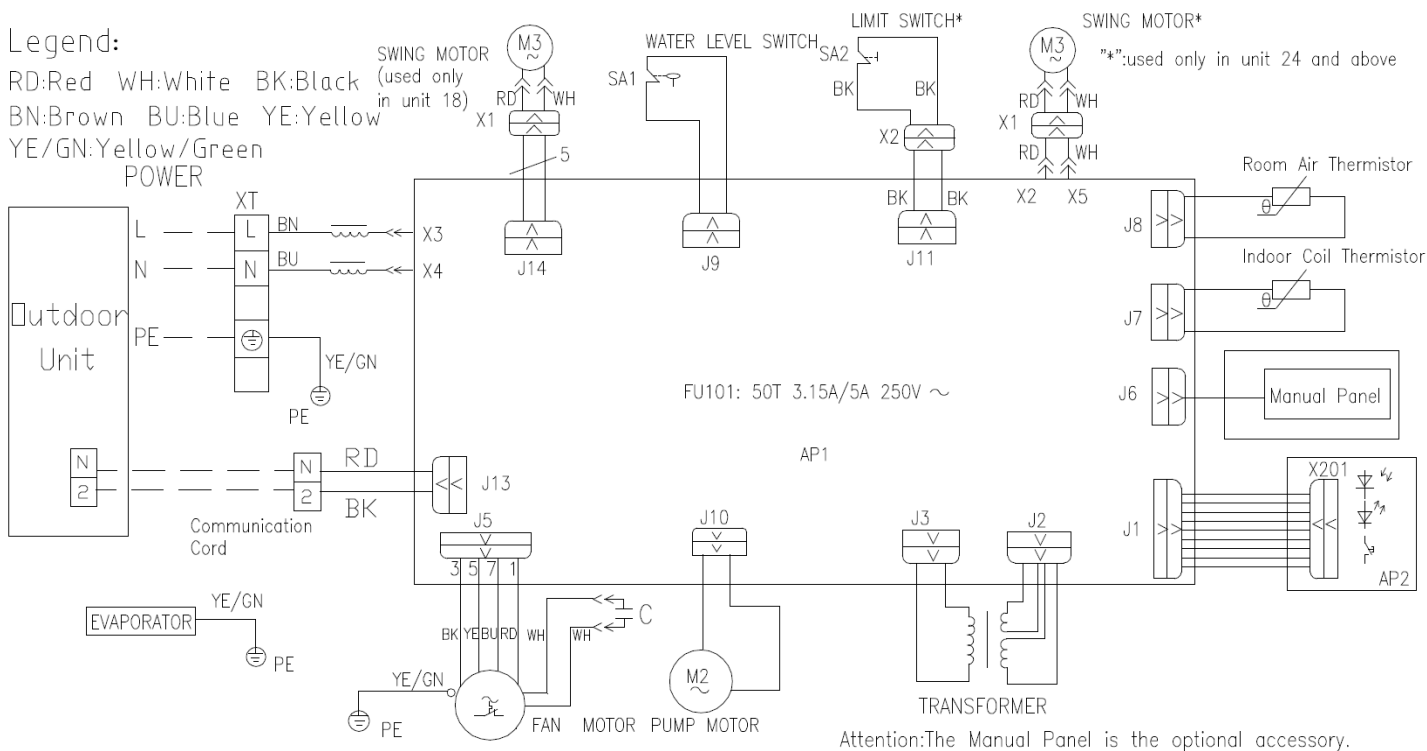 Legend:
RD:Red WH:White BK:Black
BN:Brown BU:Blue YE:Yellow
YE/GN:Yellow/Green
SWING MOTOR
(used only
in unit 18)
M3
~
RD
WH
X1
5
J14
WATER LEVEL SWITCH
SA1
J9
LIMIT SWITCH*
SA2
BK
BK
X2
BK
BK
J11
SWING MOTOR*
M3
~
"*":used only in unit 24 and above
RD
WH
X1
RD
WH
X2
X5
POWER
XT
Outdoor
Unit
L
L
BN
X3
N
N
BU
X4
PE
YE/GN
PE
N
2
N
2
RD
BK
J13
Communication
Cord
J8
Room Air Thermistor
θ
J7
Indoor Coil Thermistor
θ
J6
Manual Panel
FU101: 50T 3.15A/5A 250V ~
AP1
J1
X201
AP2
J5
3 5 7 1
BK YE BU RD WH WH
C
YE/GN
PE
FAN MOTOR
EVAPORATOR
YE/GN
PE
J10
M2
~
PUMP MOTOR
J3
J2
TRANSFORMER
Attention:The Manual Panel is the optional accessory.